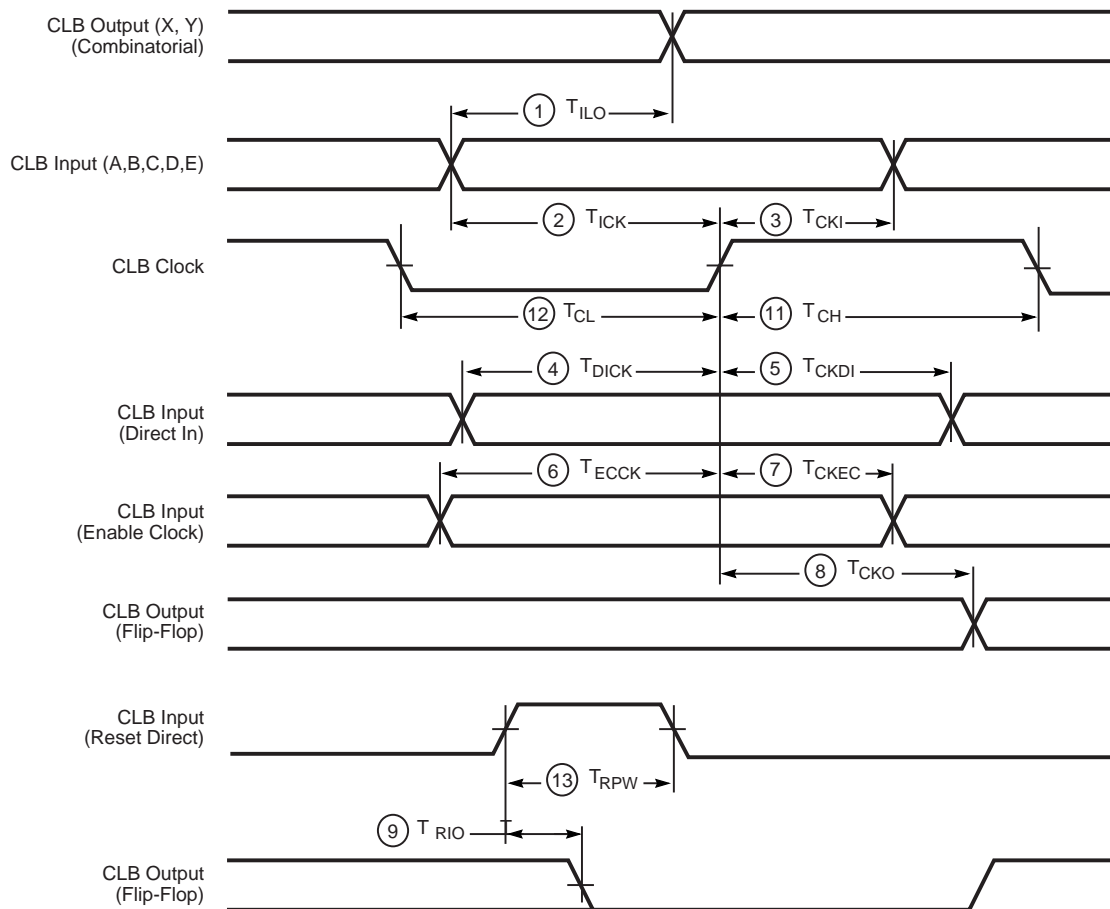 CLB Output (X, Y)
(Combinatorial)
1 TILO
CLB Input (A,B,C,D,E)
2 TICK
3 TCKI
CLB Clock
12 TCL
11 TCH
4 TDICK
5 TCKDI
CLB Input
(Direct In)
6 TECCK
7 TCKEC
CLB Input
(Enable Clock)
8 TCKO
CLB Output
(Flip-Flop)
CLB Input
(Reset Direct)
13 TRPW
9 T RIO
T
CLB Output
(Flip-Flop)